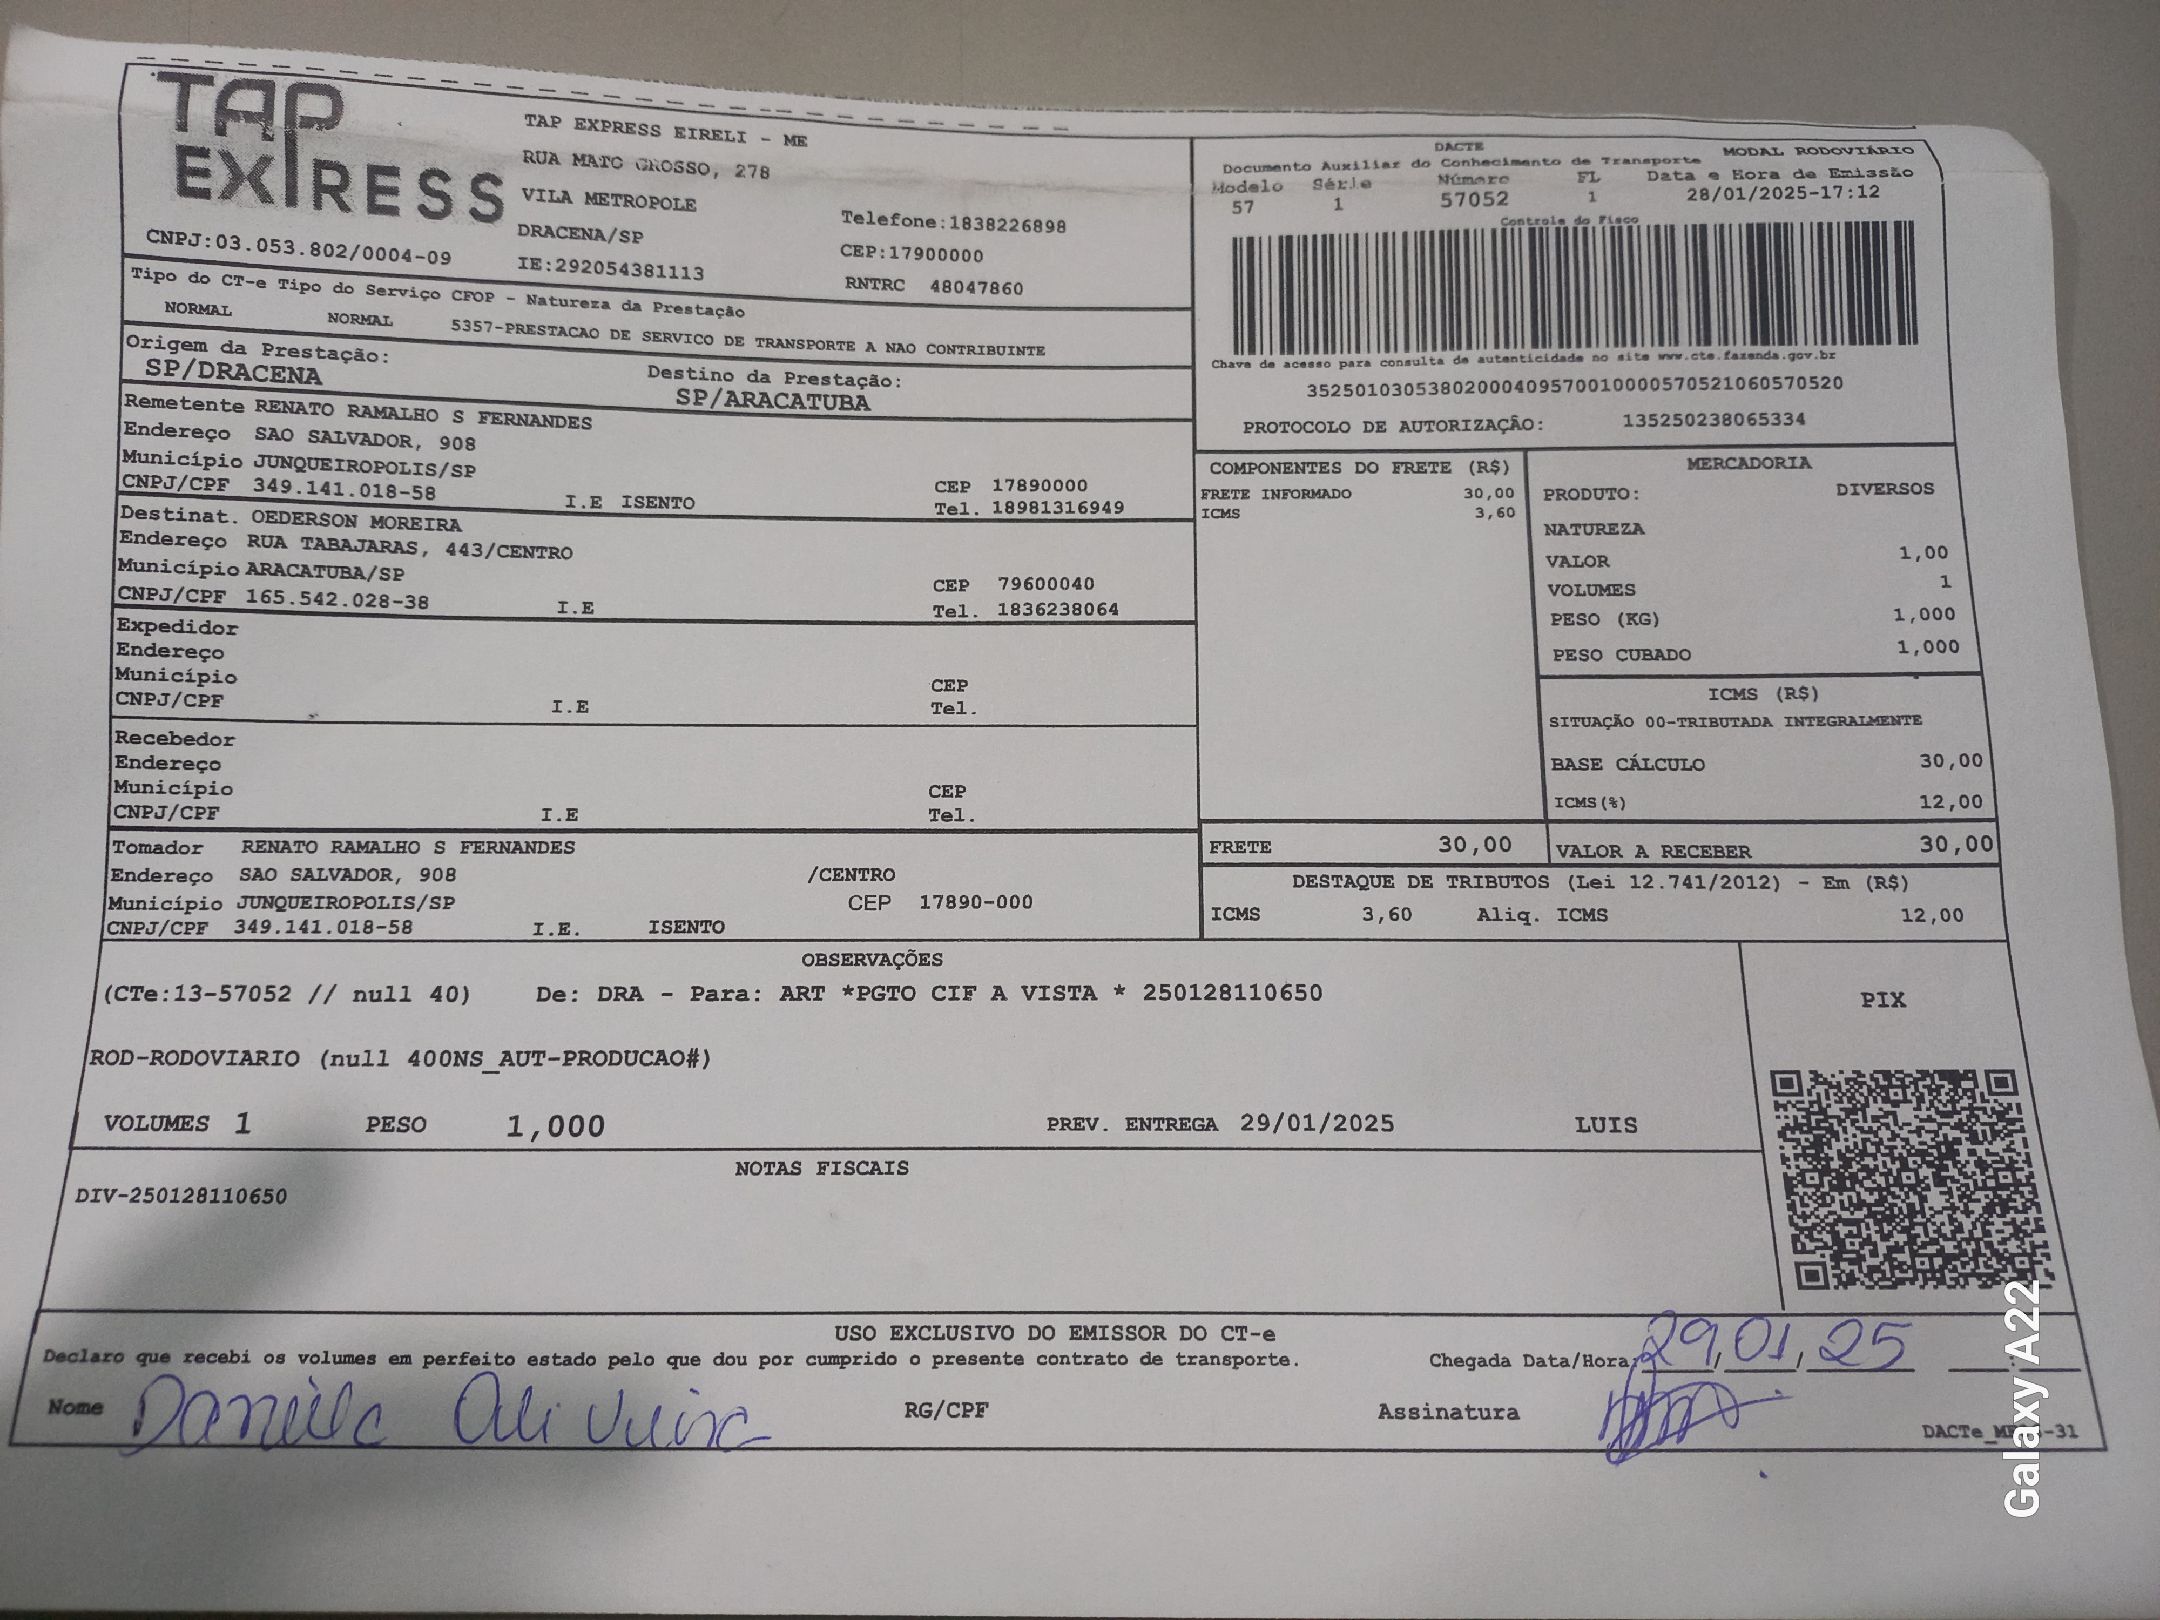 TAP
EXPRESS
CNPJ:03.053.802/0004-09
TAP EXPRESS EIRELI - ME
RUA MATO GROSSO, 278
VILA METROPOLE
DRACENA/SP
IE:292054381113
Telefone:1838226898
CEP:17900000
RNTRC 48047860
DACTE
MODAL RODOVIÁRIO
Documento Auxiliar do Conhecimento de Transporte
Modelo Série Número FL Data e Hora de Emissão
57 1 57052 1 28/01/2025-17:12
Controle do Fisco
Chave de acesso para consulta de autenticidade no site www.cte.fazenda.gov.br
35250103053802000409570010000570521060570520
PROTOCOLO DE AUTORIZAÇÃO: 135250238065334
Tipo do CT-e Tipo do Serviço CFOP - Natureza da Prestação
NORMAL NORMAL 5357-PRESTACAO DE SERVICO DE TRANSPORTE A NAO CONTRIBUINTE
Origem da Prestação: Destino da Prestação:
SP/DRACENA SP/ARACATUBA
Remetente RENATO RAMALHO S FERNANDES
Endereço SAO SALVADOR, 908
Município JUNQUEIROPOLIS/SP CEP 17890000
CNPJ/CPF 349.141.018-58 I.E ISENTO Tel. 18981316949
Destinat. OEDERSON MOREIRA
Endereço RUA TABAJARAS, 443/CENTRO
Município ARACATUBA/SP CEP 79600040
CNPJ/CPF 165.542.028-38 I.E Tel. 1836238064
Expedidor
Endereço
Município CEP
CNPJ/CPF I.E Tel.
Recebedor
Endereço
Município CEP
CNPJ/CPF I.E Tel.
Tomador RENATO RAMALHO S FERNANDES
Endereço SAO SALVADOR, 908 /CENTRO
Município JUNQUEIROPOLIS/SP CEP 17890-000
CNPJ/CPF 349.141.018-58 I.E. ISENTO
COMPONENTES DO FRETE (R$)
FRETE INFORMADO 30,00
ICMS 3,60
MERCADORIA
PRODUTO: DIVERSOS
NATUREZA
VALOR 1,00
VOLUMES 1
PESO (KG) 1,000
PESO CUBADO 1,000
ICMS (R$)
SITUAÇÃO 00-TRIBUTADA INTEGRALMENTE
BASE CÁLCULO 30,00
ICMS(%) 12,00
FRETE 30,00 VALOR A RECEBER 30,00
DESTAQUE DE TRIBUTOS (Lei 12.741/2012) - Em (R$)
ICMS 3,60 Aliq. ICMS 12,00
OBSERVAÇÕES
(CTe:13-57052 // null 40) De: DRA - Para: ART *PGTO CIF A VISTA * 250128110650
ROD-RODOVIARIO (null 400NS_AUT-PRODUCAO#)
VOLUMES 1 PESO 1,000 PREV. ENTREGA 29/01/2025 LUIS
PIX
NOTAS FISCAIS
DIV-250128110650
USO EXCLUSIVO DO EMISSOR DO CT-e
Declaro que recebi os volumes em perfeito estado pelo que dou por cumprido o presente contrato de transporte. Chegada Data/Hora: 29/01/25
Nome Daniela Oliveira RG/CPF Assinatura
Galaxy A22